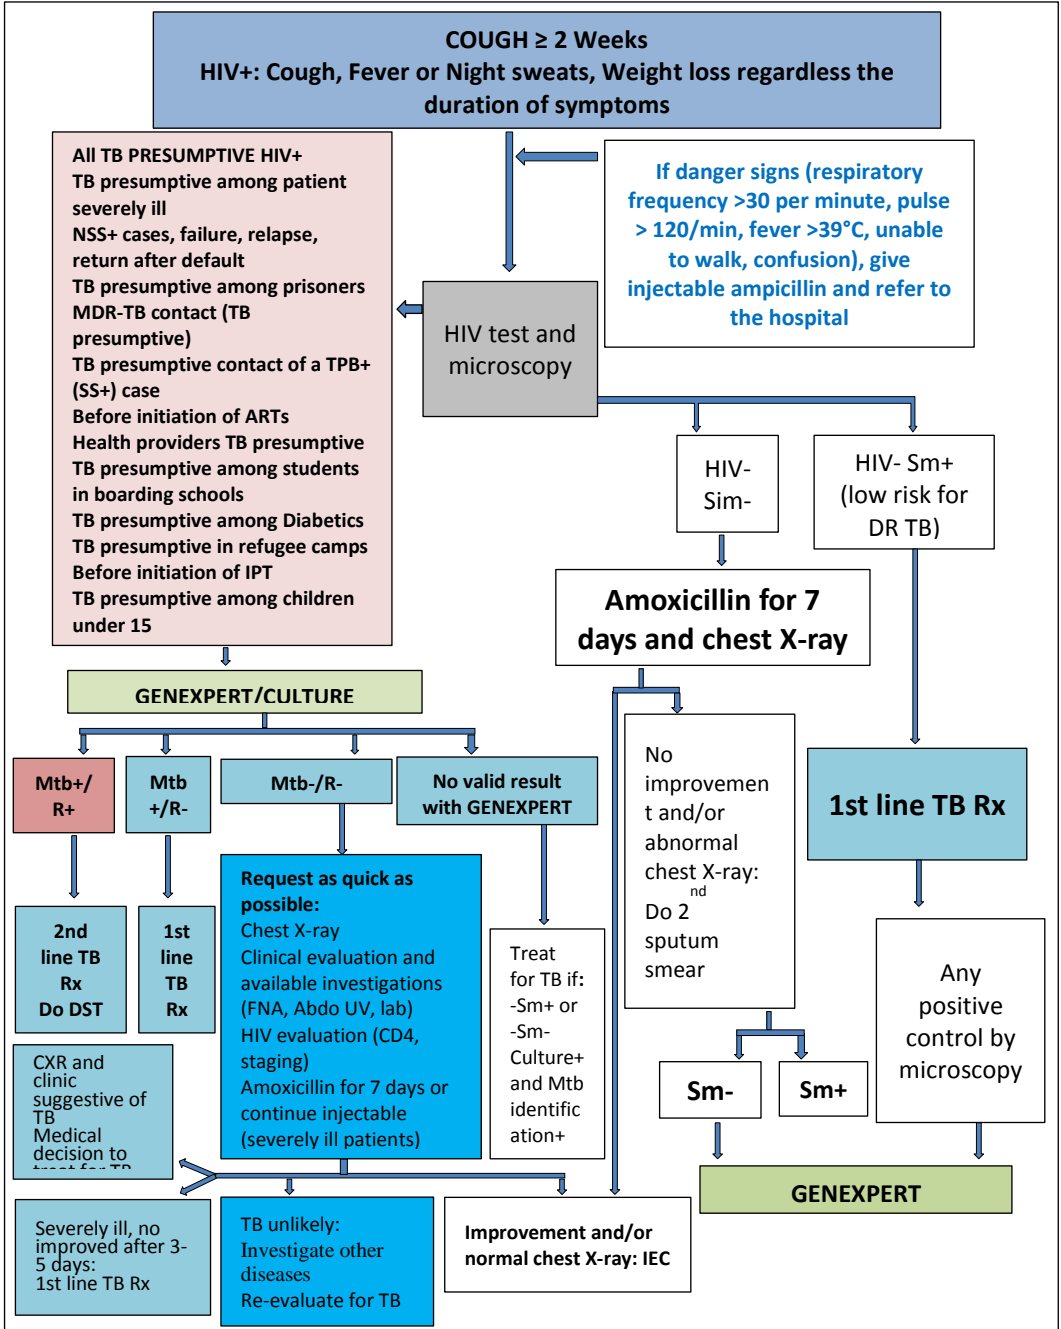 COUGH ≥ 2 Weeks
HIV+: Cough, Fever or Night sweats, Weight loss regardless the
duration of symptoms
All TB PRESUMPTIVE HIV+
TB presumptive among patient
severely ill
NSS+ cases, failure, relapse,
return after default
TB presumptive among prisoners
MDR-TB contact (TB
presumptive)
TB presumptive contact of a TPB+
(SS+) case
Before initiation of ARTs
Health providers TB presumptive
TB presumptive among students
in boarding schools
TB presumptive among Diabetics
TB presumptive in refugee camps
Before initiation of IPT
TB presumptive among children
under 15
If danger signs (respiratory
frequency >30 per minute, pulse
> 120/min, fever >39°C, unable
to walk, confusion), give
injectable ampicillin and refer to
the hospital
HIV test and
microscopy
HIV-
Sim-
HIV- Sm+
(low risk for
DR TB)
Amoxicillin for 7
days and chest X-ray
GENEXPERT/CULTURE
Mtb+/
R+
Mtb
+/R-
Mtb-/R-
No valid result
with GENEXPERT
No
improvemen
t and/or
abnormal
chest X-ray:
nd
Do 2
sputum
smear
1st line TB Rx
2nd
line TB
Rx
Do DST
1st
line
TB
Rx
Request as quick as
possible:
Chest X-ray
Clinical evaluation and
available investigations
(FNA, Abdo UV, lab)
HIV evaluation (CD4,
staging)
Amoxicillin for 7 days or
continue injectable
(severely ill patients)
Treat
for TB if:
-Sm+ or
-Sm-
Culture+
and Mtb
identific
ation+
Any
positive
control by
microscopy
Sm-
Sm+
CXR and
clinic
suggestive of
TB
Medical
decision to
treat for TB
GENEXPERT
Severely ill, no
improved after 3-
5 days:
1st line TB Rx
TB unlikely:
Investigate other
diseases
Re-evaluate for TB
Improvement and/or
normal chest X-ray: IEC